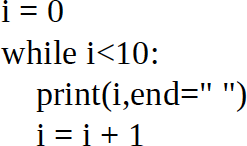 i = 0
while i<10:
    print(i,end=" ")
    i = i + 1